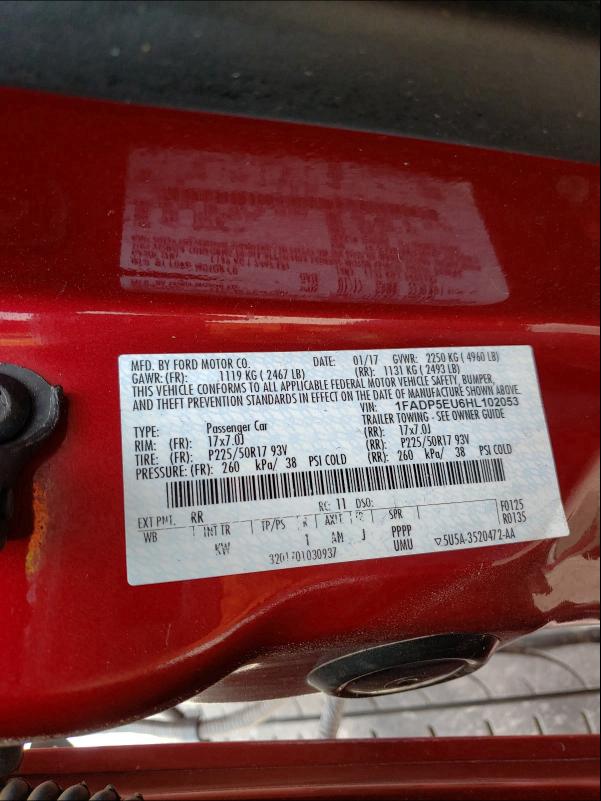 MFD. BY FORD MOTOR CO. DATE: 01/17 GVWR: 2250 KG ( 4960 LB)
GAWR: (FR): 1119 KG ( 2467 LB) (RR): 1131 KG ( 2493 LB)
THIS VEHICLE CONFORMS TO ALL APPLICABLE FEDERAL MOTOR VEHICLE SAFETY, BUMPER,
AND THEFT PREVENTION STANDARDS IN EFFECT ON THE DATE OF MANUFACTURE SHOWN ABOVE.
VIN: 1FADP5EU6HL102053
TYPE: Passenger Car TRAILER TOWING - SEE OWNER GUIDE
RIM: (FR): 17x7.0J (RR): 17x7.0J
TIRE: (FR): P225/50R17 93V (RR): P225/50R17 93V
PRESSURE: (FR): 260 kPa/ 38 PSI COLD (RR): 260 kPa/ 38 PSI COLD
EXT PNT. RR RC: 11 DSO: F0125
WB INT TR TP/PS R AXLE TR SPR R0135
KW 1 AM J PPPP
3201701030937 UMU ▽5U5A-3520472-AA